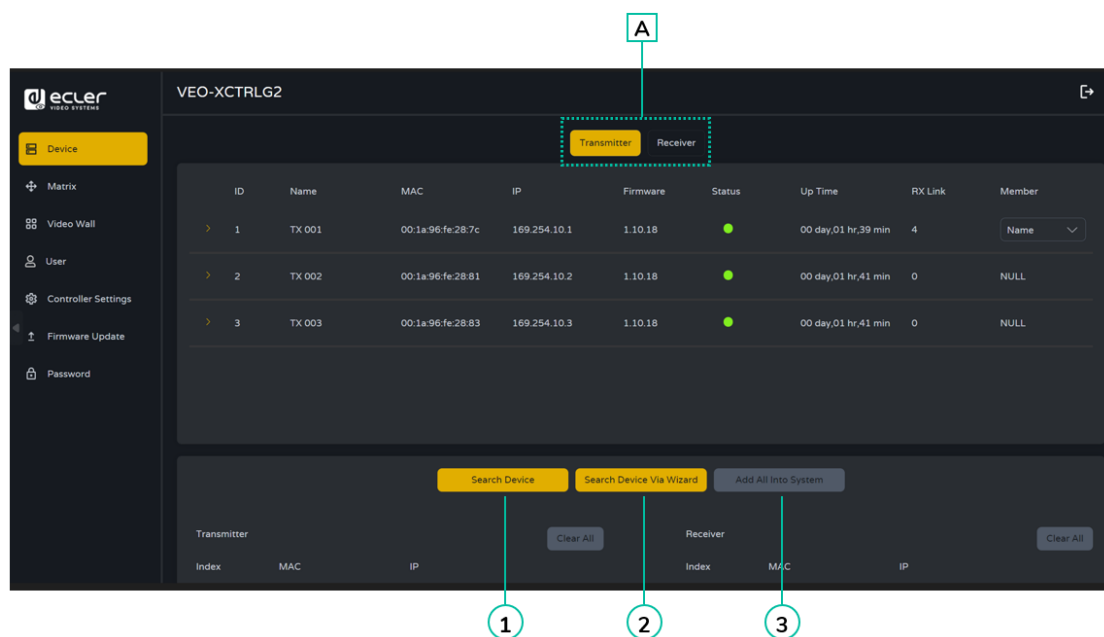 A
ecler
VIDEO SYSTEMS
VEO-XCTRLG2
Device
Matrix
Video Wall
User
Controller Settings
Firmware Update
Password
Transmitter Receiver
ID Name MAC IP Firmware Status Up Time RX Link Member
1 TX 001 00:1a:96:fe:28:7c 169.254.10.1 1.10.18 00 day,01 hr,39 min 4 Name
2 TX 002 00:1a:96:fe:28:81 169.254.10.2 1.10.18 00 day,01 hr,41 min 0 NULL
3 TX 003 00:1a:96:fe:28:83 169.254.10.3 1.10.18 00 day,01 hr,41 min 0 NULL
Search Device Search Device Via Wizard Add All Into System
Transmitter Clear All Receiver Clear All
Index MAC IP Index MAC IP
1 2 3